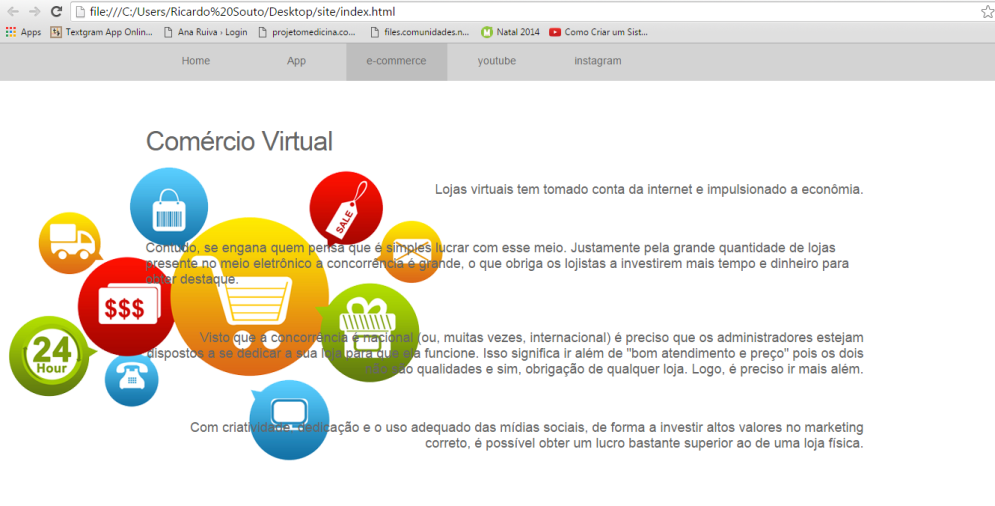 file:///C:/Users/Ricardo%20Souto/Desktop/site/index.html
Apps Textgram App Onlin... Ana Ruiva › Login projetomedicina.co... files.comunidades.n... Natal 2014 Como Criar um Sist...
Home App e-commerce youtube instagram
Comércio Virtual
Lojas virtuais tem tomado conta da internet e impulsionado a econômia.
SALE
Contudo, se engana quem pensa que é simples lucrar com esse meio. Justamente pela grande quantidade de lojas
presente no meio eletrônico a concorrência é grande, o que obriga os lojistas a investirem mais tempo e dinheiro para
obter destaque.
$$$
Visto que a concorrência é nacional (ou, muitas vezes, internacional) é preciso que os administradores estejam
dispostos a se dedicar a sua loja para que ela funcione. Isso significa ir além de "bom atendimento e preço" pois os dois
não são qualidades e sim, obrigação de qualquer loja. Logo, é preciso ir mais além.
24
Hour
Com criatividade, dedicação e o uso adequado das mídias sociais, de forma a investir altos valores no marketing
correto, é possível obter um lucro bastante superior ao de uma loja física.